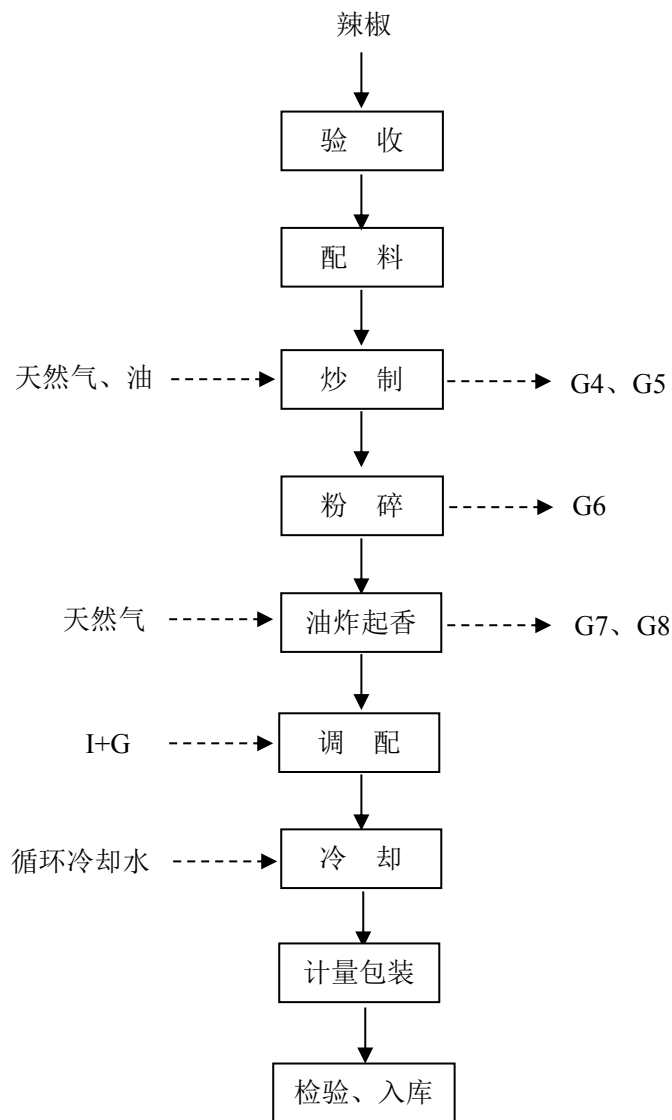 辣椒
验 收
配 料
天然气、油
炒 制
G4、G5
粉 碎
G6
天然气
油炸起香
G7、G8
I+G
调 配
循环冷却水
冷 却
计量包装
检验、入库